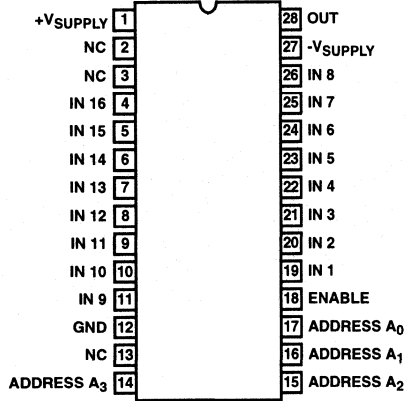 +VSUPPLY 1 28 OUT
NC 2 27 -VSUPPLY
NC 3 26 IN 8
IN 16 4 25 IN 7
IN 15 5 24 IN 6
IN 14 6 23 IN 5
IN 13 7 22 IN 4
IN 12 8 21 IN 3
IN 11 9 20 IN 2
IN 10 10 19 IN 1
IN 9 11 18 ENABLE
GND 12 17 ADDRESS A0
NC 13 16 ADDRESS A1
ADDRESS A3 14 15 ADDRESS A2